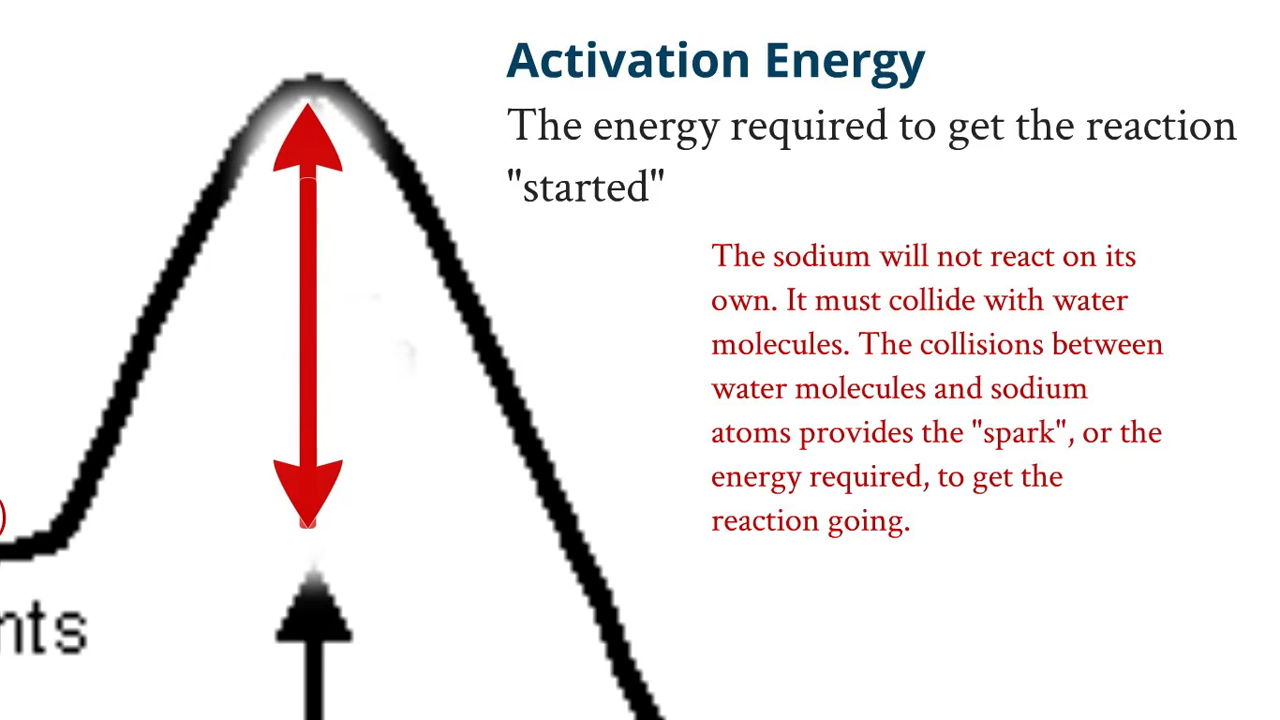 Activation Energy
The energy required to get the reaction
"started"
The sodium will not react on its
own. It must collide with water
molecules. The collisions between
water molecules and sodium
atoms provides the "spark", or the
energy required, to get the
reaction going.
)
nts